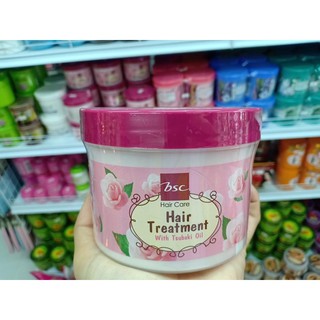 bsc
Hair Care
Hair
Treatment
With Tsubaki Oil